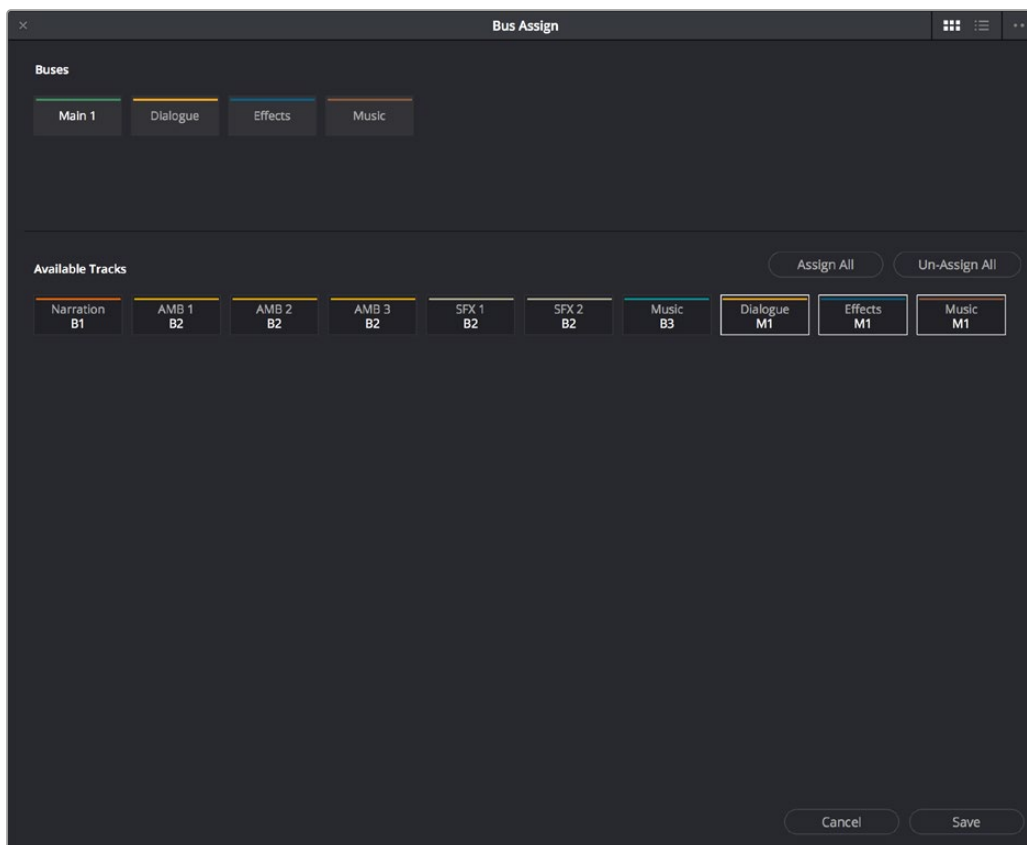 Bus Assign
Buses
Main 1 Dialogue Effects Music
Available Tracks Assign All Un-Assign All
Narration AMB 1 AMB 2 AMB 3 SFX 1 SFX 2 Music Dialogue Effects Music
B1 B2 B2 B2 B2 B2 B3 M1 M1 M1
Cancel Save